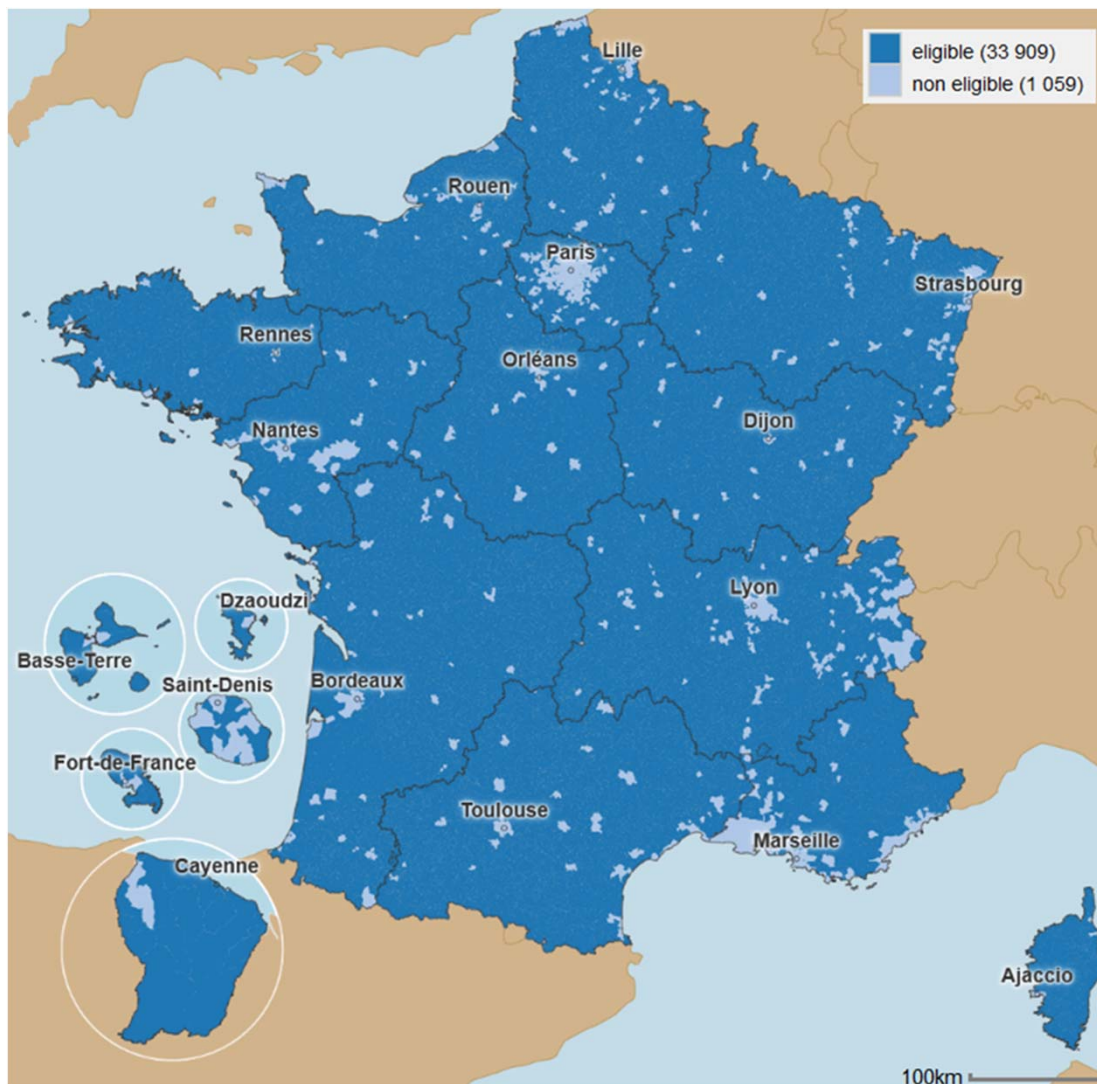 Lille
eligible (33 909)
non eligible (1 059)
Rouen
Paris
Strasbourg
Rennes
Orléans
Nantes
Dijon
Dzaoudzi
Lyon
Basse-Terre
Saint-Denis
Bordeaux
Fort-de-France
Toulouse
Marseille
Cayenne
Ajaccio
100km